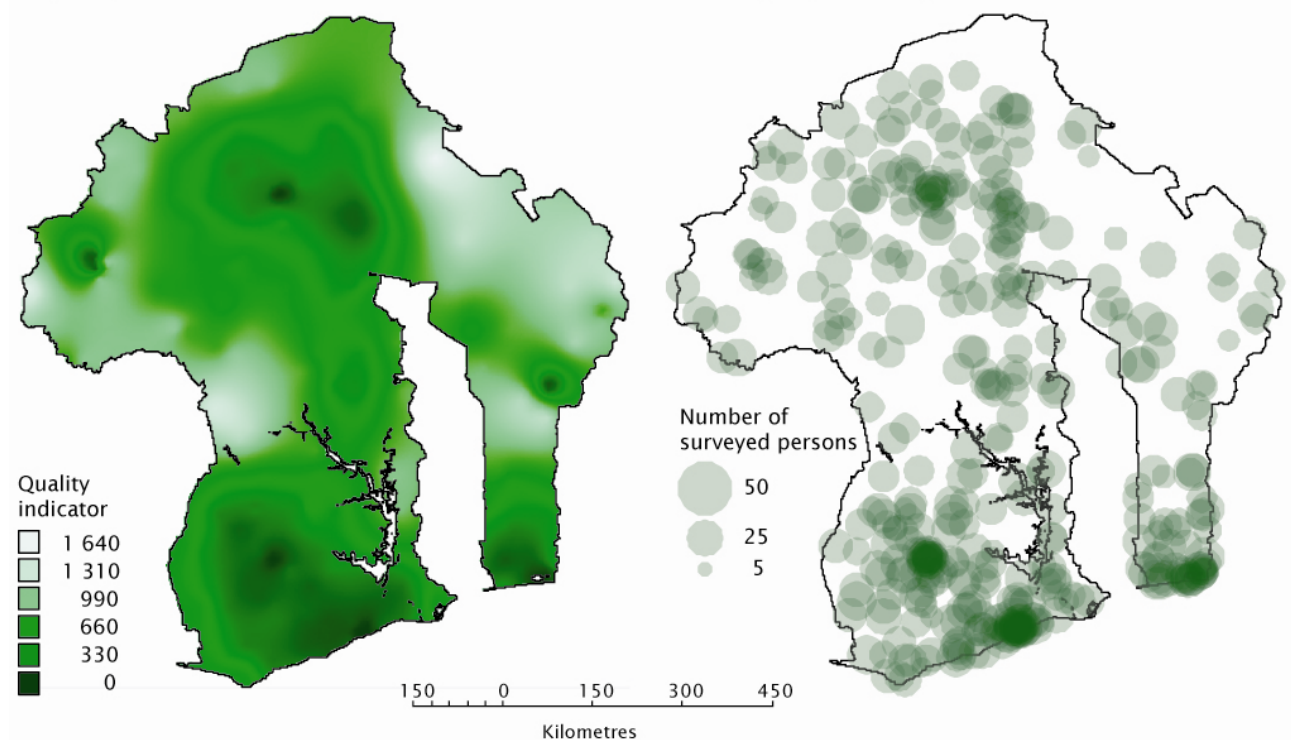 Quality
indicator
1 640
1 310
990
660
330
0
Number of
surveyed persons
50
25
5
150 0 150 300 450
Kilometres